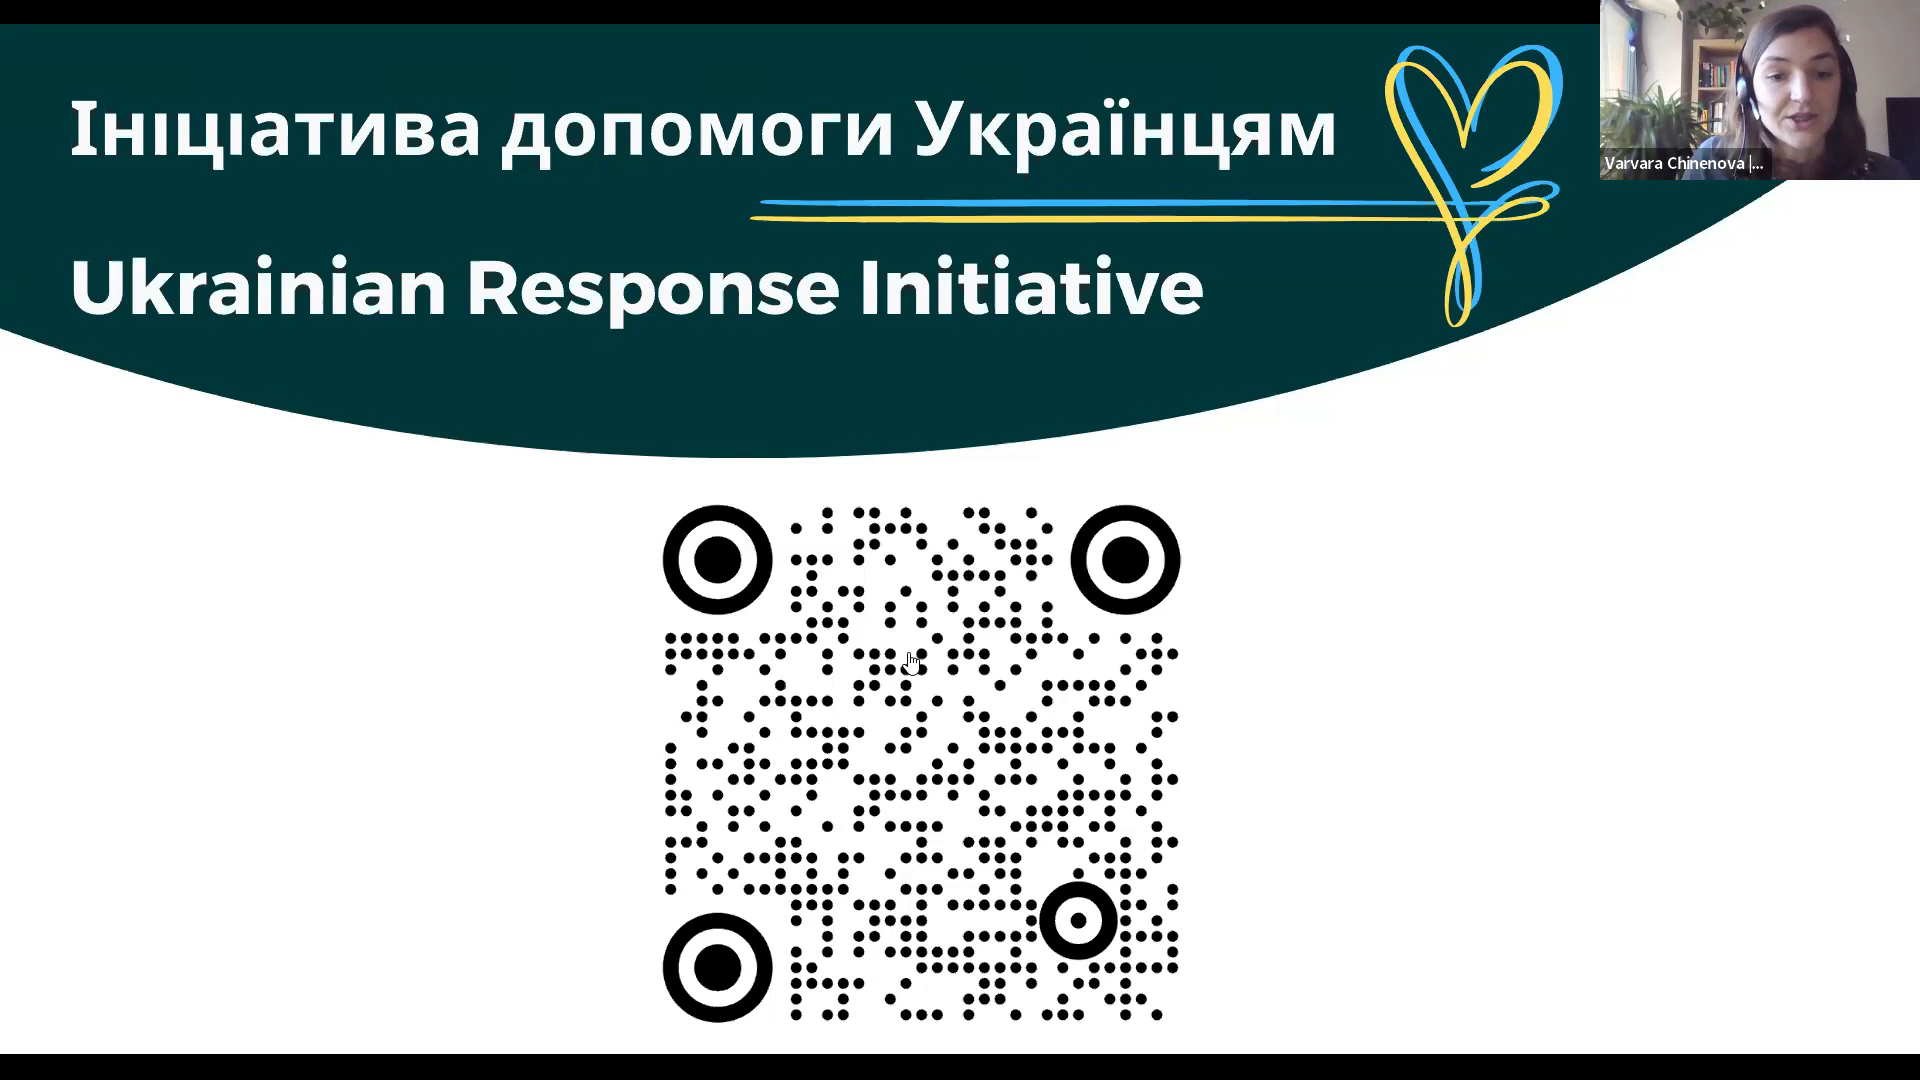 Ініціатива допомоги Українцям
Ukrainian Response Initiative
Varvara Chinenova |...